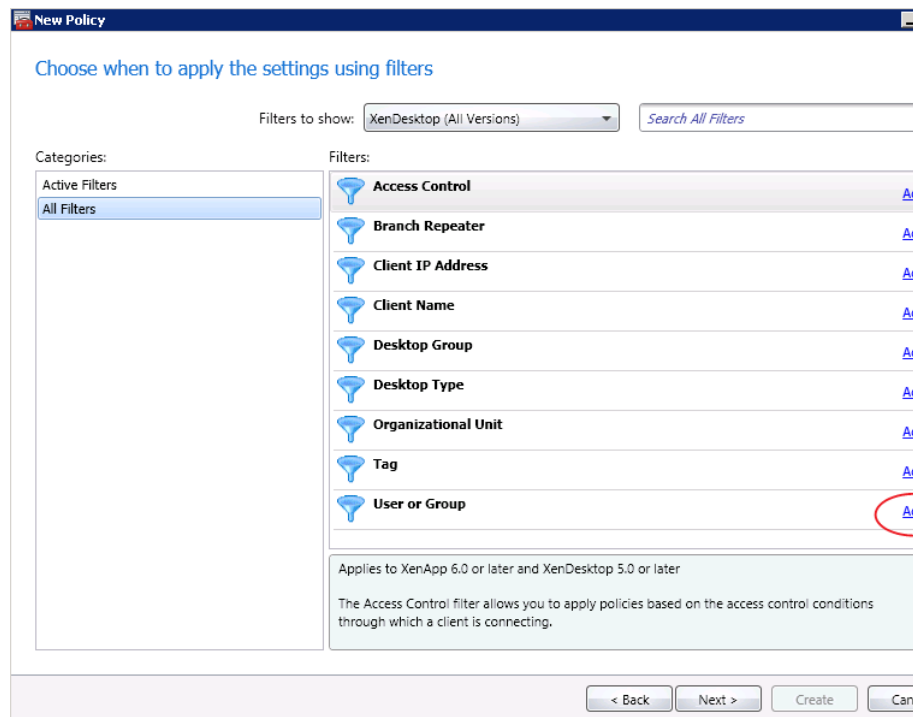 New Policy
Choose when to apply the settings using filters
Filters to show: XenDesktop (All Versions) Search All Filters
Categories:
Filters:
Active Filters
All Filters
Access Control
Branch Repeater
Client IP Address
Client Name
Desktop Group
Desktop Type
Organizational Unit
Tag
User or Group
Applies to XenApp 6.0 or later and XenDesktop 5.0 or later
The Access Control filter allows you to apply policies based on the access control conditions
through which a client is connecting.
< Back Next > Create